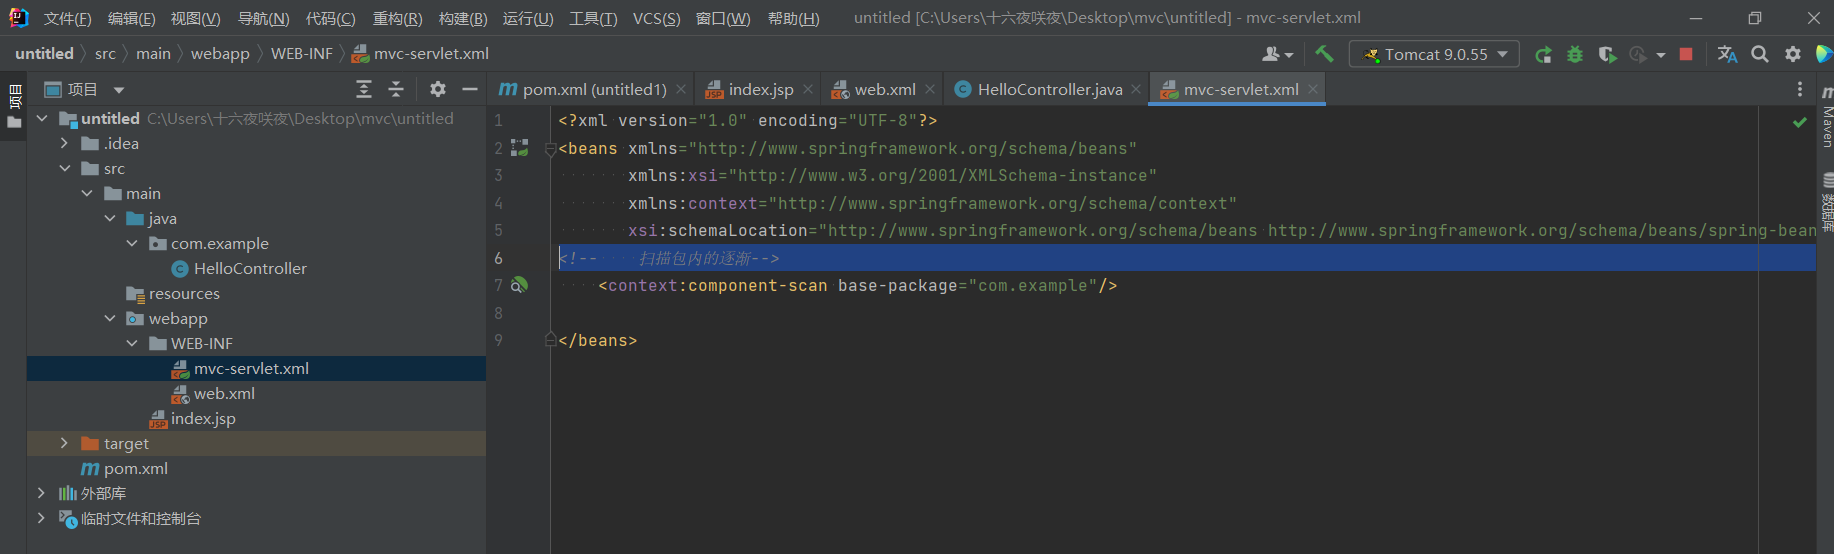 文件(F) 编辑(E) 视图(V) 导航(N) 代码(C) 重构(R) 构建(B) 运行(U) 工具(T) VCS(S) 窗口(W) 帮助(H) untitled [C:\Users\十六夜咲夜\Desktop\mvc\untitled] - mvc-servlet.xml
untitled src main webapp WEB-INF mvc-servlet.xml Tomcat 9.0.55
项目
项目
pom.xml (untitled1) index.jsp web.xml HelloController.java mvc-servlet.xml
untitled C:\Users\十六夜咲夜\Desktop\mvc\untitled
.idea
src
main
java
com.example
HelloController
resources
webapp
WEB-INF
mvc-servlet.xml
web.xml
index.jsp
target
pom.xml
外部库
临时文件和控制台
1 <?xml version="1.0" encoding="UTF-8"?>
2 <beans xmlns="http://www.springframework.org/schema/beans"
3 xmlns:xsi="http://www.w3.org/2001/XMLSchema-instance"
4 xmlns:context="http://www.springframework.org/schema/context"
5 xsi:schemaLocation="http://www.springframework.org/schema/beans http://www.springframework.org/schema/beans/spring-bean
6 <!-- 扫描包内的逐渐-->
7 <context:component-scan base-package="com.example"/>
8
9 </beans>
Maven
数据库